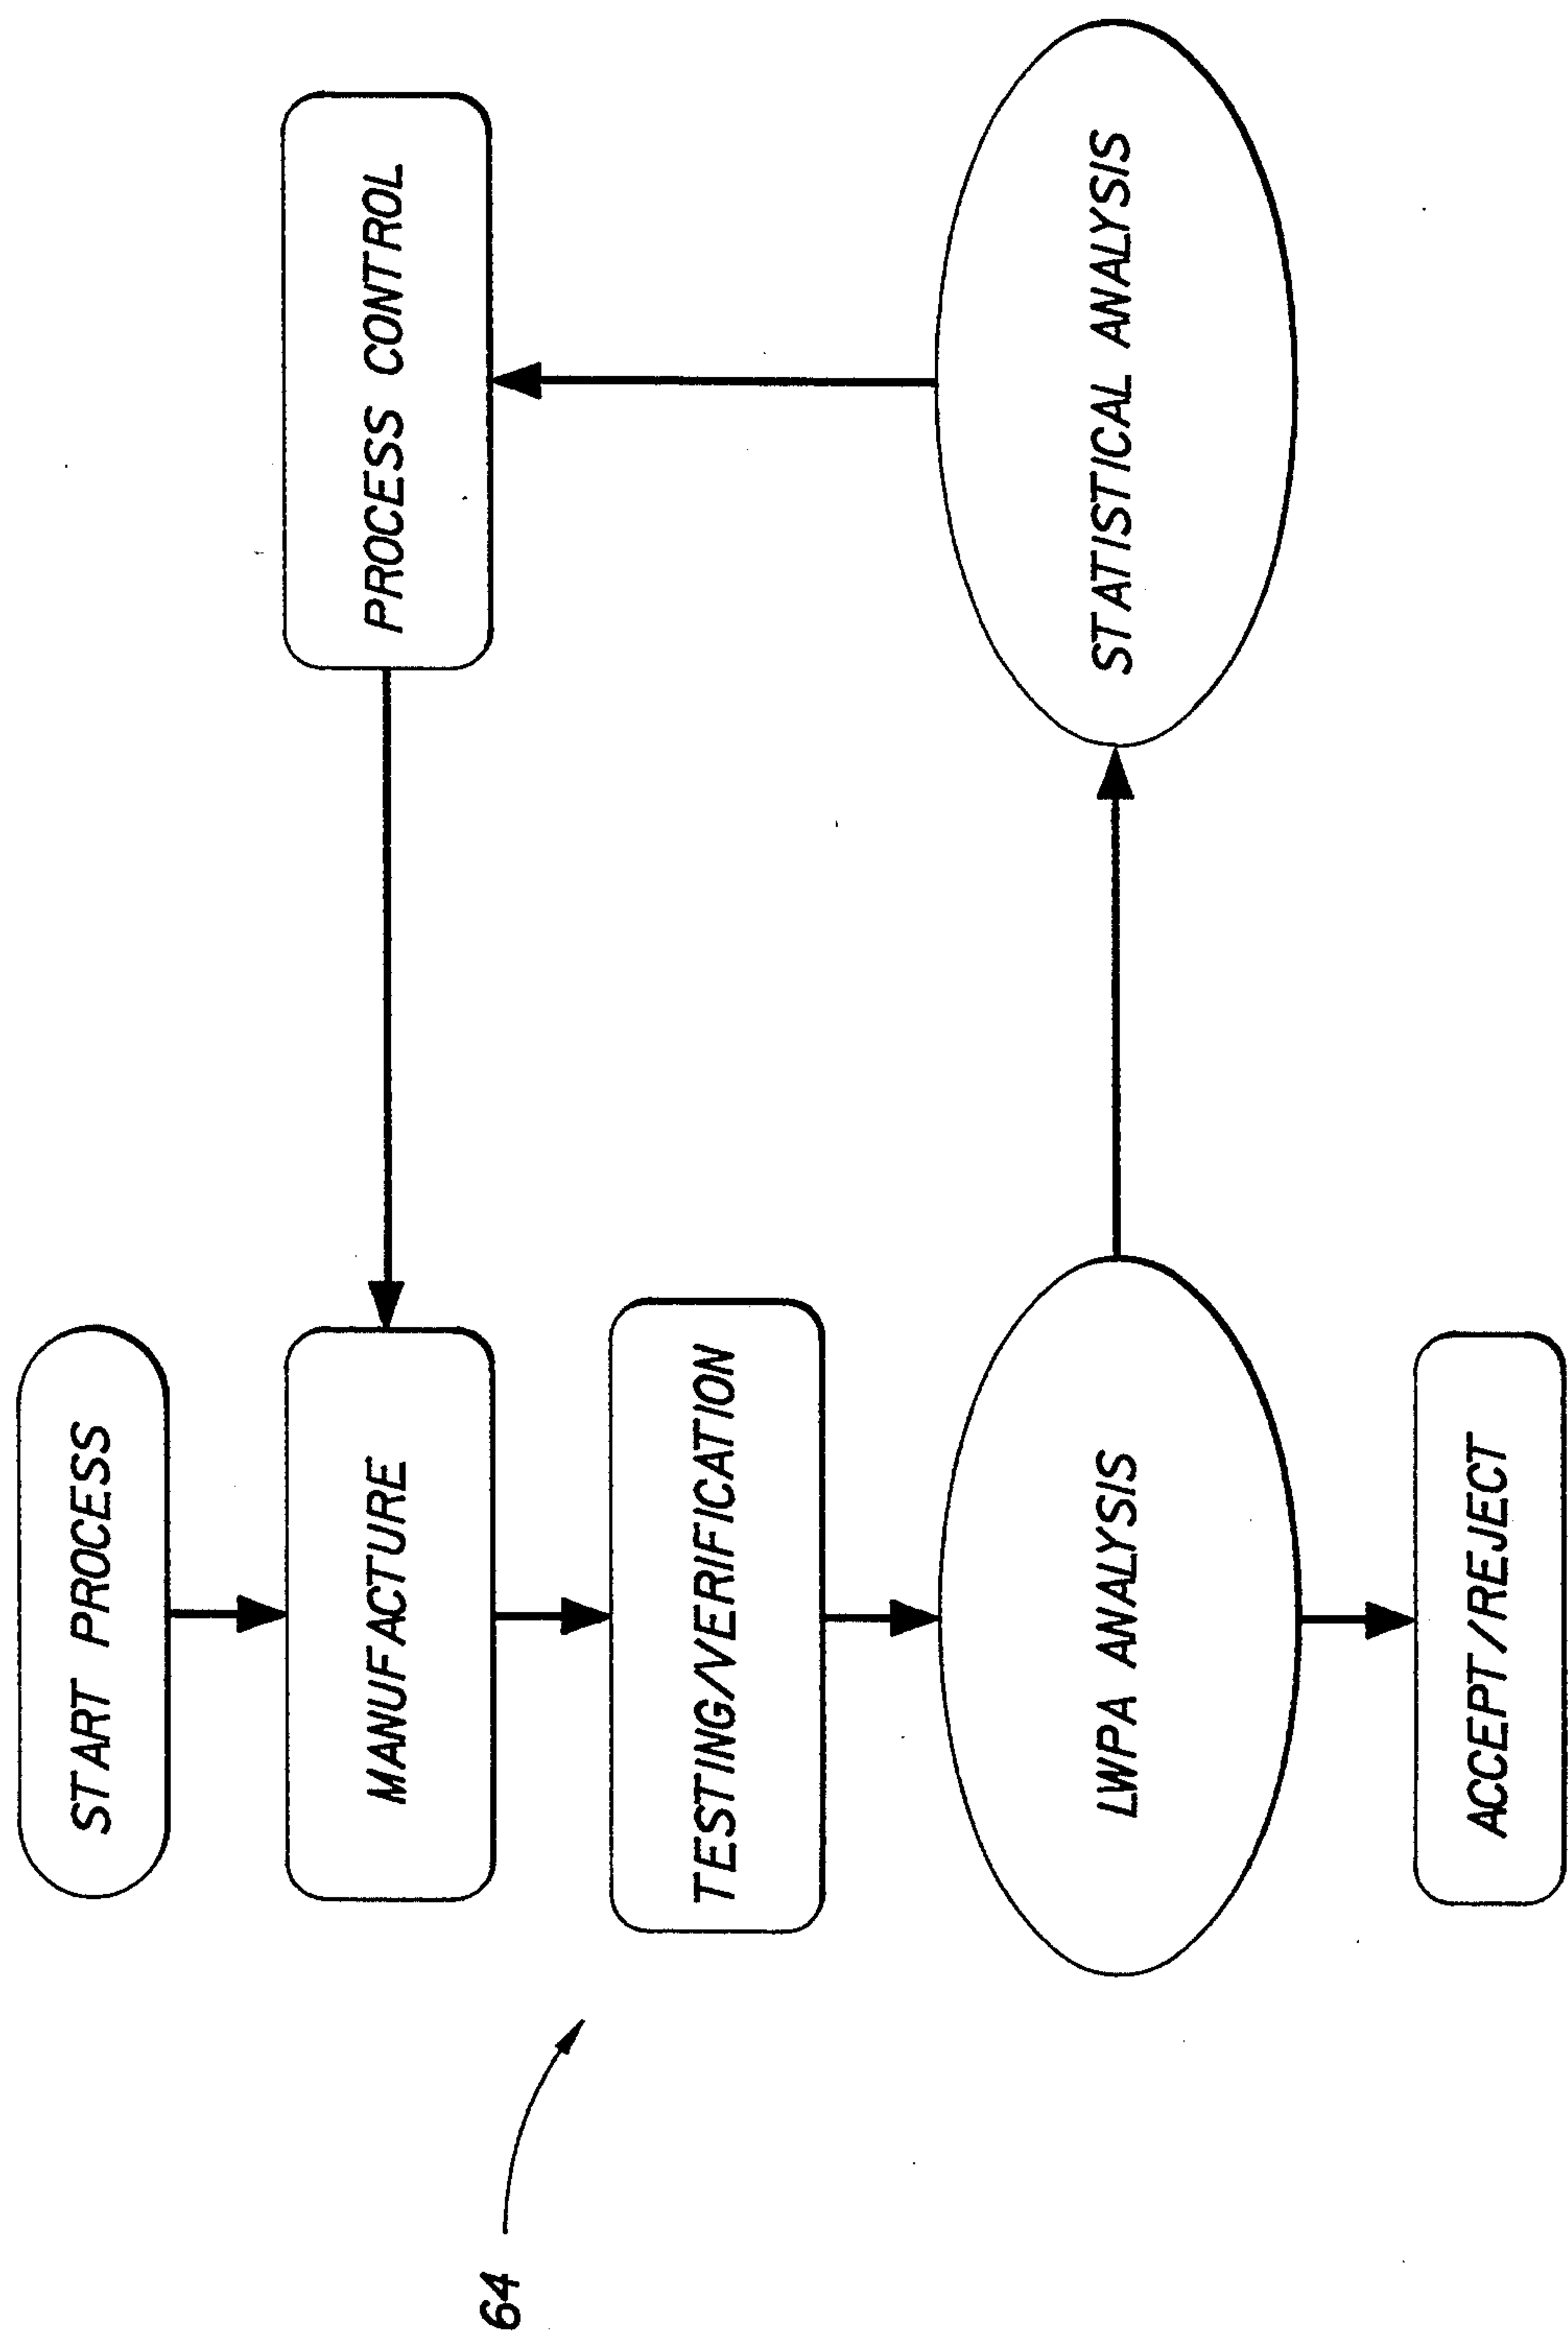 START PROCESS
MANUFACTURE
PROCESS CONTROL
TESTING/VERIFICATION
LWPA ANALYSIS
STATISTICAL ANALYSIS
ACCEPT/REJECT
64